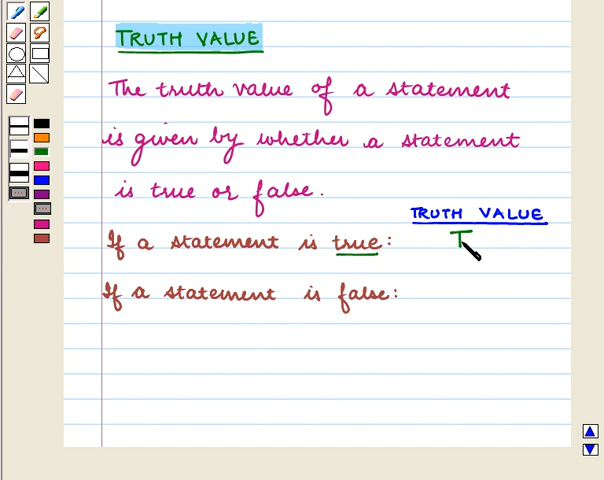 TRUTH VALUE
The truth value of a statement
is given by whether a statement
is true or false.
TRUTH VALUE
If a statement is true: T
If a statement is false: